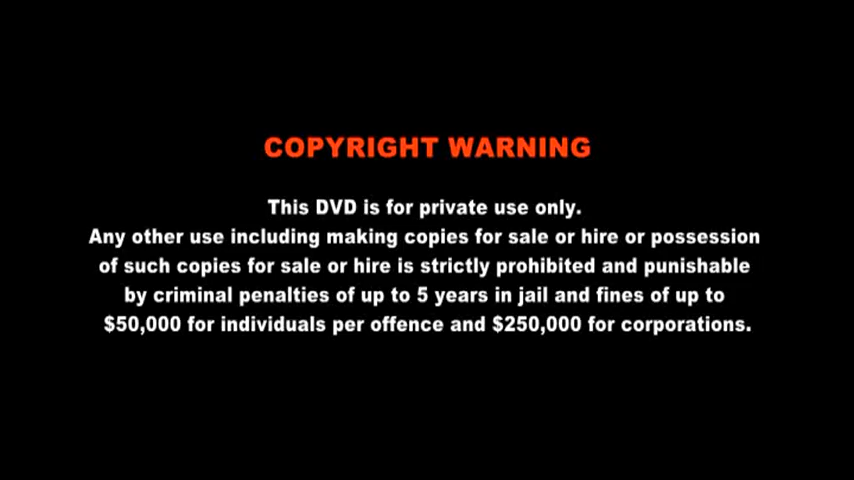 COPYRIGHT WARNING
This DVD is for private use only.
Any other use including making copies for sale or hire or possession
of such copies for sale or hire is strictly prohibited and punishable
by criminal penalties of up to 5 years in jail and fines of up to
$50,000 for individuals per offence and $250,000 for corporations.